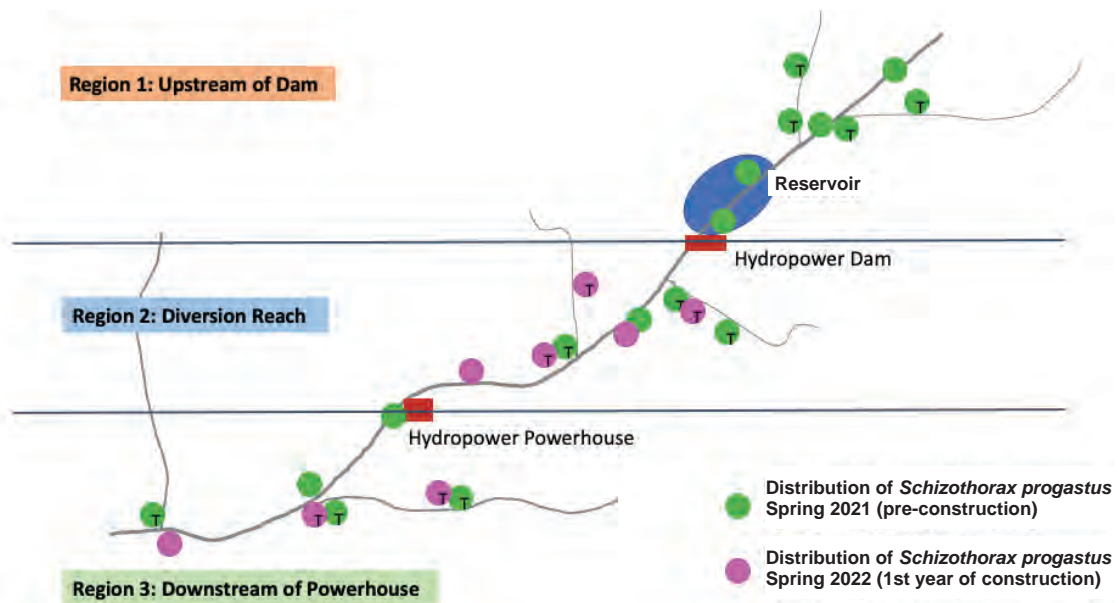 T
Region 1: Upstream of Dam
T
T
T
Reservoir
Hydropower Dam
T
T
T
Region 2: Diversion Reach
T
T
T
Hydropower Powerhouse
T
T
T
T
T
Distribution of Schizothorax progastus
Spring 2021 (pre-construction)
Distribution of Schizothorax progastus
Spring 2022 (1st year of construction)
Region 3: Downstream of Powerhouse